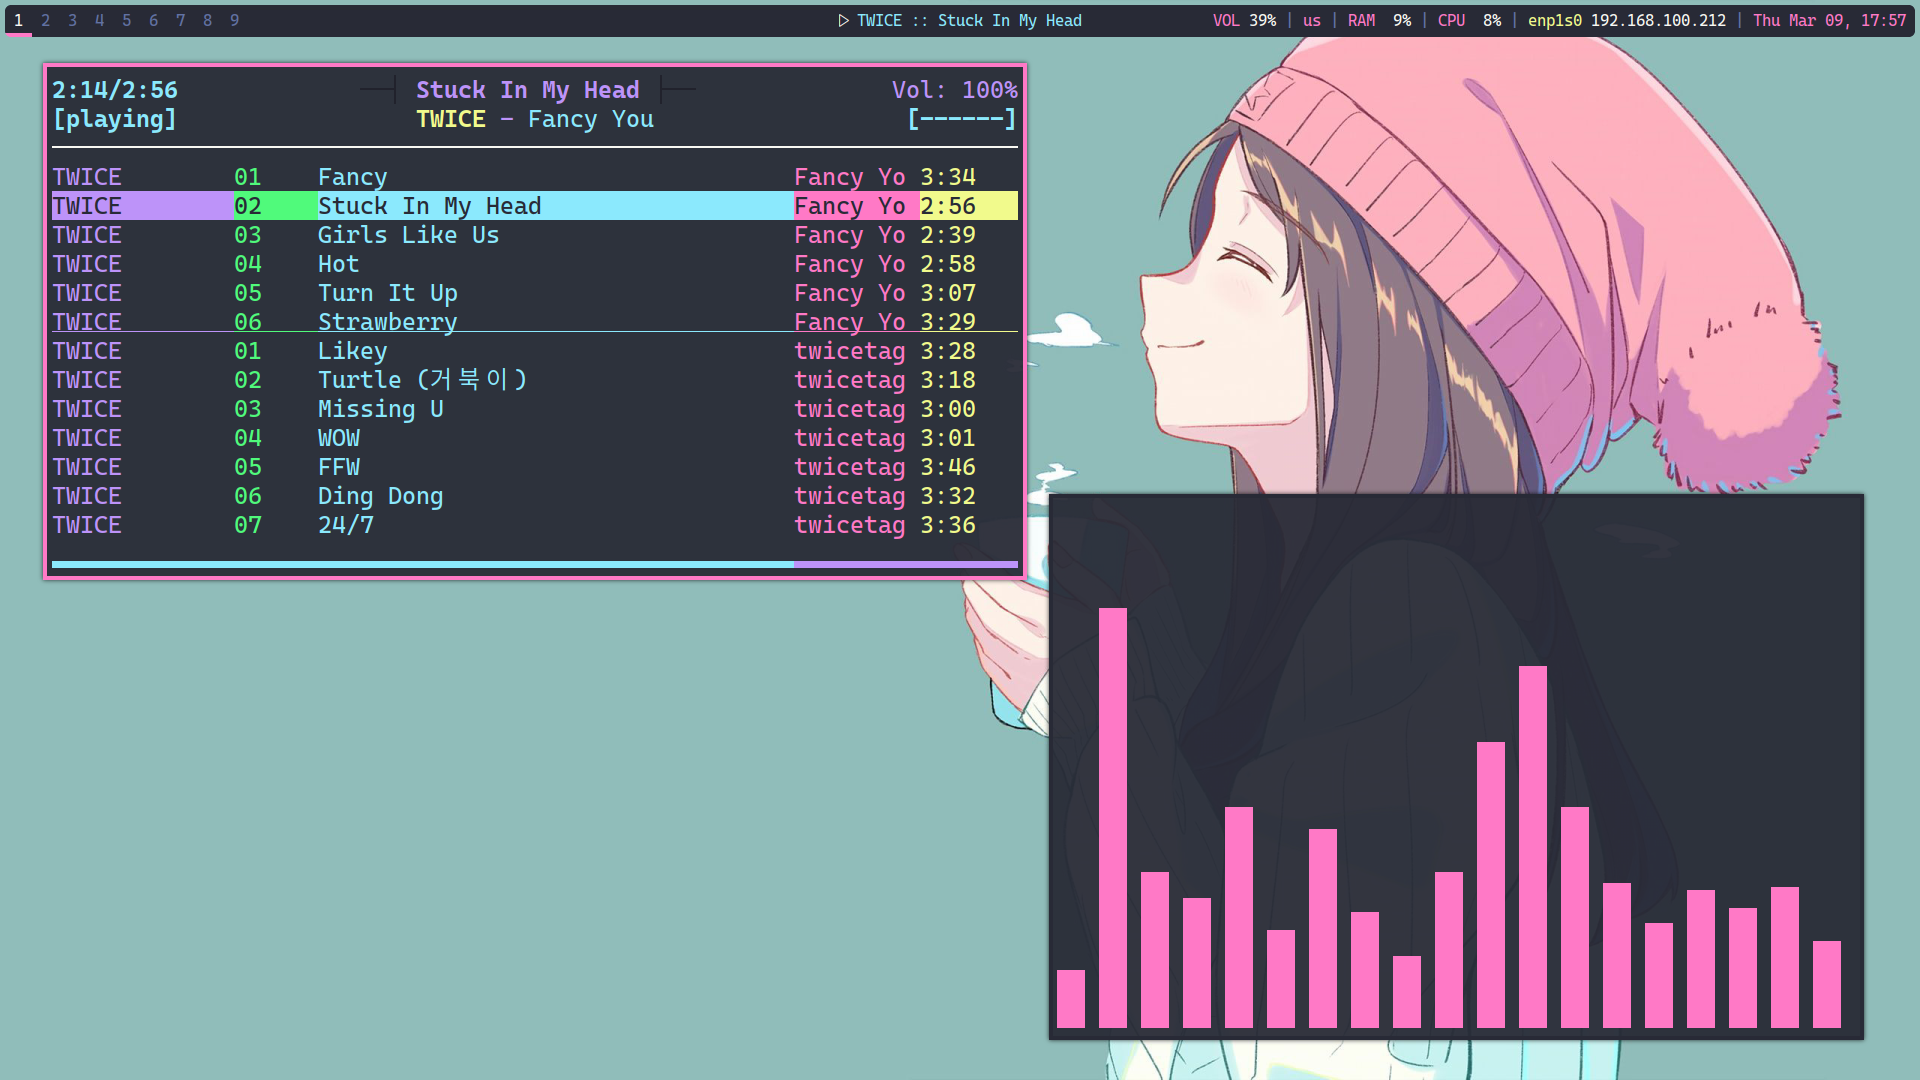 1 2 3 4 5 6 7 8 9 ▷ TWICE :: Stuck In My Head VOL 39% | us | RAM 9% | CPU 8% | enp1s0 192.168.100.212 | Thu Mar 09, 17:57
2:14/2:56 ──┤ Stuck In My Head ├── Vol: 100%
[playing] TWICE - Fancy You [------]
TWICE 01 Fancy Fancy Yo 3:34
TWICE 02 Stuck In My Head Fancy Yo 2:56
TWICE 03 Girls Like Us Fancy Yo 2:39
TWICE 04 Hot Fancy Yo 2:58
TWICE 05 Turn It Up Fancy Yo 3:07
TWICE 06 Strawberry Fancy Yo 3:29
TWICE 01 Likey twicetag 3:28
TWICE 02 Turtle (거북이) twicetag 3:18
TWICE 03 Missing U twicetag 3:00
TWICE 04 WOW twicetag 3:01
TWICE 05 FFW twicetag 3:46
TWICE 06 Ding Dong twicetag 3:32
TWICE 07 24/7 twicetag 3:36